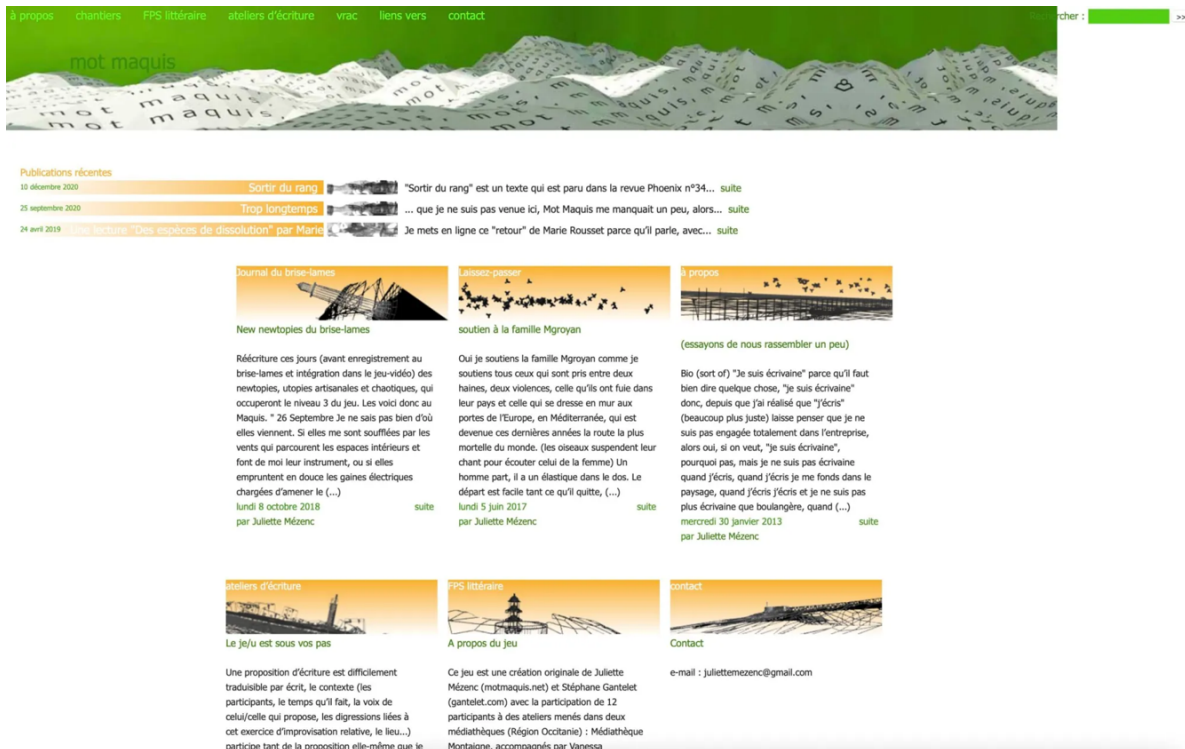 à propos chantiers FPS littéraire ateliers d'écriture vrac liens vers contact Rechercher : >>
mot maquis
mot maquis,
mot maquis,
Publications récentes
10 décembre 2020 Sortir du rang "Sortir du rang" est un texte qui est paru dans la revue Phoenix n°34... suite
25 septembre 2020 Trop longtemps ... que je ne suis pas venue ici, Mot Maquis me manquait un peu, alors... suite
24 avril 2019 Une lecture "Des espèces de dissolution" par Marie Je mets en ligne ce "retour" de Marie Rousset parce qu'il parle, avec... suite
Journal du brise-lames
New newtopies du brise-lames
Réécriture ces jours (avant enregistrement au
brise-lames et intégration dans le jeu-vidéo) des
newtopies, utopies artisanales et chaotiques, qui
occuperont le niveau 3 du jeu. Les voici donc au
Maquis. " 26 Septembre Je ne sais pas bien d'où
elles viennent. Si elles me sont soufflées par les
vents qui parcourent les espaces intérieurs et
font de moi leur instrument, ou si elles
empruntent en douce les gaines électriques
chargées d'amener le (...)
lundi 8 octobre 2018 suite
par Juliette Mézenc
Laissez-passer
soutien à la famille Mgroyan
Oui je soutiens la famille Mgroyan comme je
soutiens tous ceux qui sont pris entre deux
haines, deux violences, celle qu'ils ont fuie dans
leur pays et celle qui se dresse en mur aux
portes de l'Europe, en Méditerranée, qui est
devenue ces dernières années la route la plus
mortelle du monde. (les oiseaux suspendent leur
chant pour écouter celui de la femme) Un
homme part, il a un élastique dans le dos. Le
départ est facile tant ce qu'il quitte, (...)
lundi 5 juin 2017 suite
par Juliette Mézenc
à propos
(essayons de nous rassembler un peu)
Bio (sort of) "Je suis écrivaine" parce qu'il faut
bien dire quelque chose, "je suis écrivaine"
donc, depuis que j'ai réalisé que "j'écris"
(beaucoup plus juste) laisse penser que je ne
suis pas engagée totalement dans l'entreprise,
alors oui, si on veut, "je suis écrivaine",
pourquoi pas, mais je ne suis pas écrivaine
quand j'écris, quand j'écris je me fonds dans le
paysage, quand j'écris j'écris et je ne suis pas
plus écrivaine que boulangère, quand (...)
mercredi 30 janvier 2013 suite
par Juliette Mézenc
ateliers d'écriture
Le je/u est sous vos pas
Une proposition d'écriture est difficilement
traduisible par écrit, le contexte (les
participants, le temps qu'il fait, la voix de
celui/celle qui propose, les digressions liées à
cet exercice d'improvisation relative, le lieu...)
participe tant de la proposition elle-même que je
FPS littéraire
A propos du jeu
Ce jeu est une création originale de Juliette
Mézenc (motmaquis.net) et Stéphane Gantelet
(gantelet.com) avec la participation de 12
participants à des ateliers menés dans deux
médiathèques (Région Occitanie) : Médiathèque
Montaigne, accompagnés par Vanessa
contact
Contact
e-mail : juliettemezenc@gmail.com